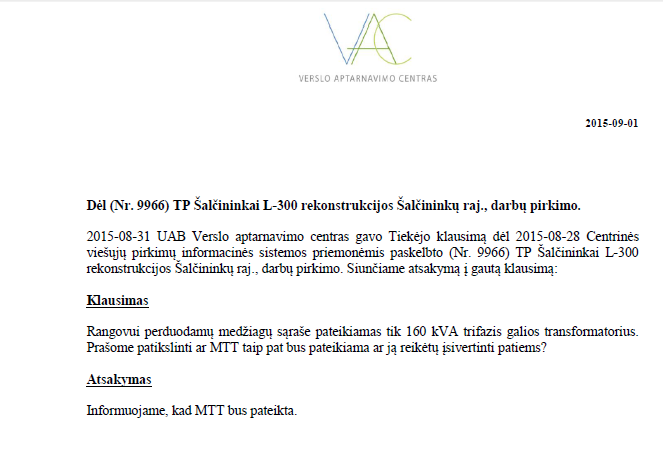 VAC
VERSLO APTARNAVIMO CENTRAS
2015-09-01
Dėl (Nr. 9966) TP Šalčininkai L-300 rekonstrukcijos Šalčininkų raj., darbų pirkimo.
2015-08-31 UAB Verslo aptarnavimo centras gavo Tiekėjo klausimą dėl 2015-08-28 Centrinės
viešųjų pirkimų informacinės sistemos priemonėmis paskelbto (Nr. 9966) TP Šalčininkai L-300
rekonstrukcijos Šalčininkų raj., darbų pirkimo. Siunčiame atsakymą į gautą klausimą:
Klausimas
Rangovui perduodamų medžiagų sąraše pateikiamas tik 160 kVA trifazis galios transformatorius.
Prašome patikslinti ar MTT taip pat bus pateikiama ar ją reikėtų įsivertinti patiems?
Atsakymas
Informuojame, kad MTT bus pateikta.